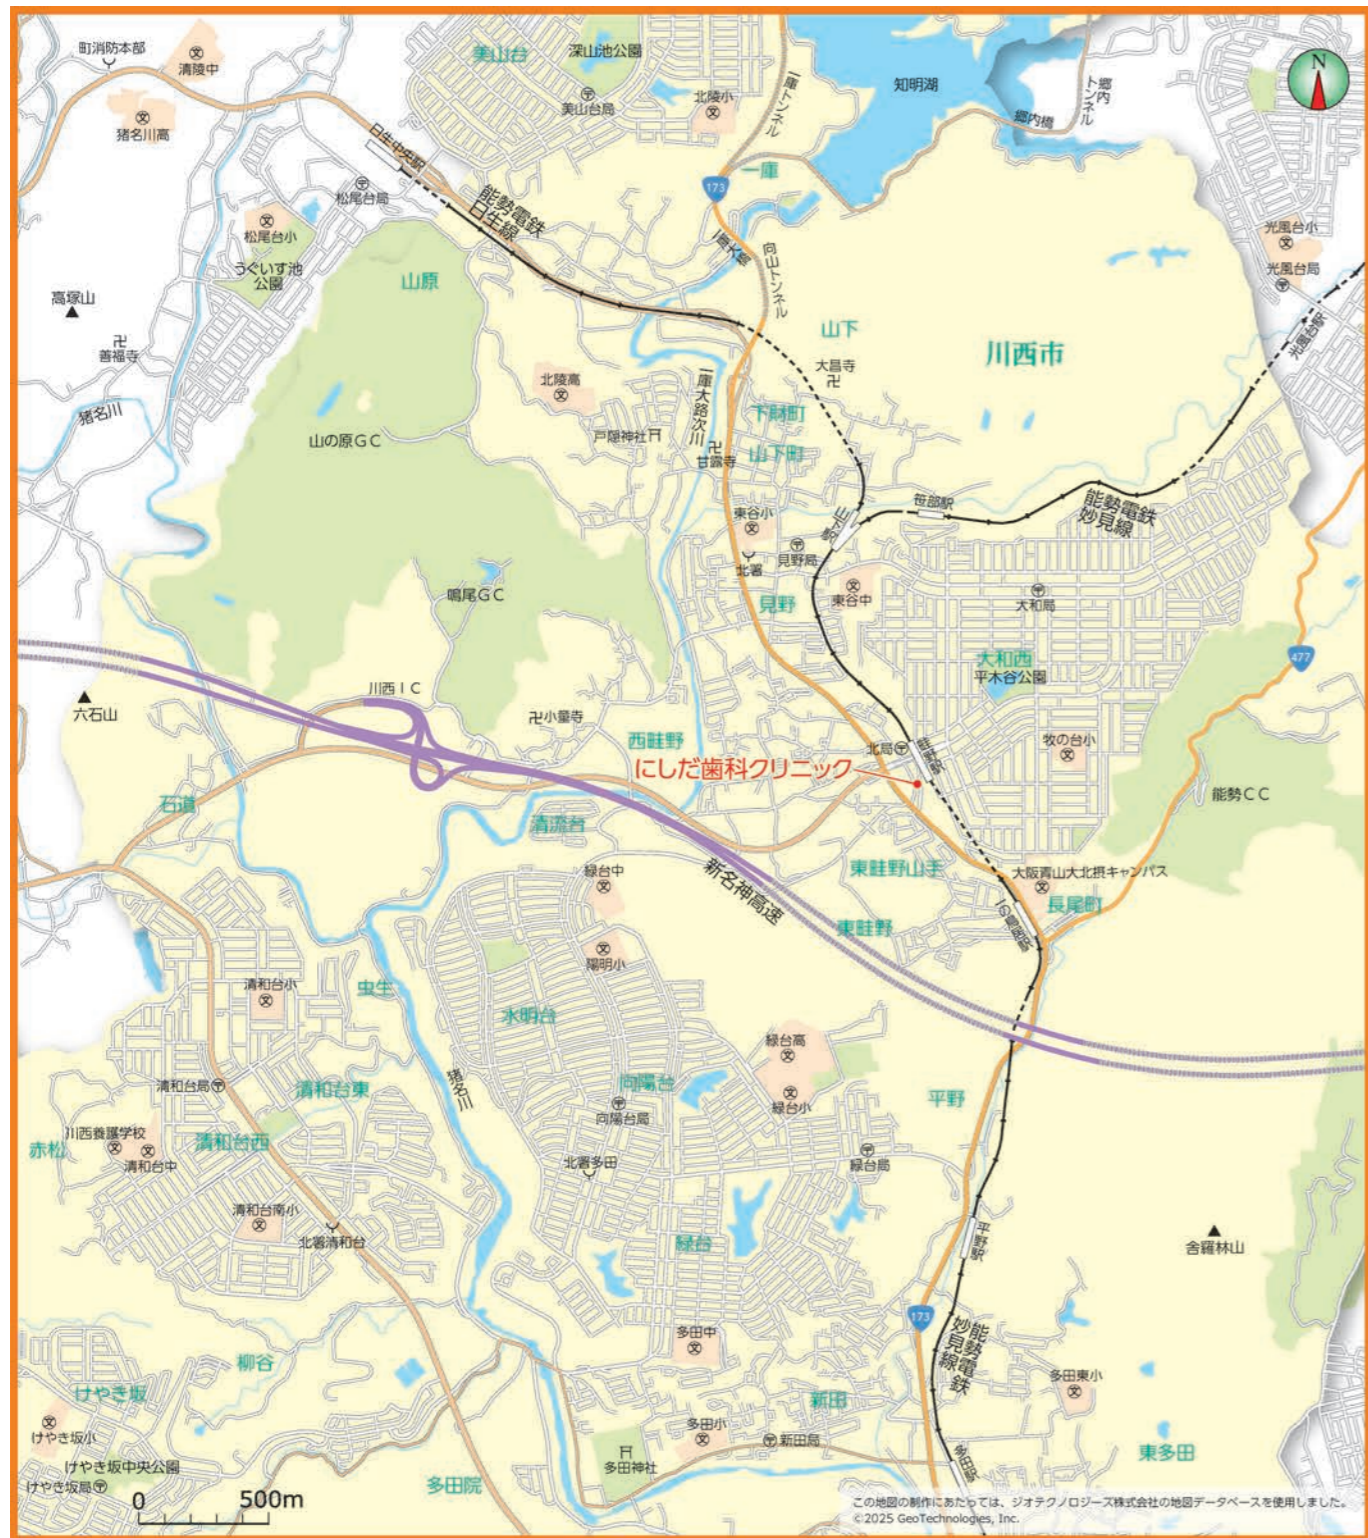 町消防本部
清陵中
猪名川高
美山台
深山池公園
美山台局
北陵小
一庫トンネル
知明湖
郷内トンネル
郷内橋
N
日生中央駅
松尾台局
松尾台小
うぐいす池
公園
能勢電鉄
日生線
173
一庫
向山トンネル
光風台小
光風台局
光風台駅
高塚山
善福寺
猪名川
山原
山下
大昌寺
川西市
北陵高
一庫大路次川
下財町
戸隠神社
山の原GC
甘露寺
山下町
東谷小
山下駅
笹部駅
能勢電鉄
妙見線
北署
見野局
鳴尾GC
見野
東谷中
大和局
大和西
平木谷公園
477
六石山
川西IC
小童寺
西畦野
北局
畦野駅
牧の台小
にしだ歯科クリニック
能勢CC
石道
清流台
緑台中
新名神高速
東畦野山手
大阪青山大北摂キャンパス
長尾町
東畦野
陽明小
清和台小
虫生
水明台
緑台高
清和台局
清和台東
猪名川
向陽台
向陽台局
緑台小
平野
赤松
川西養護学校
清和台中
清和台西
北署多田
緑台局
清和台南小
北署清和台
緑台
平野駅
舎羅林山
173
多田中
能勢電鉄
妙見線
柳谷
けやき坂
新田
多田東小
けやき坂小
多田小
新田局
けやき坂中央公園
けやき坂局
多田神社
多田駅
東多田
多田院
0 500m
この地図の制作にあたっては、ジオテクノロジーズ株式会社の地図データベースを使用しました。
©2025 GeoTechnologies, Inc.